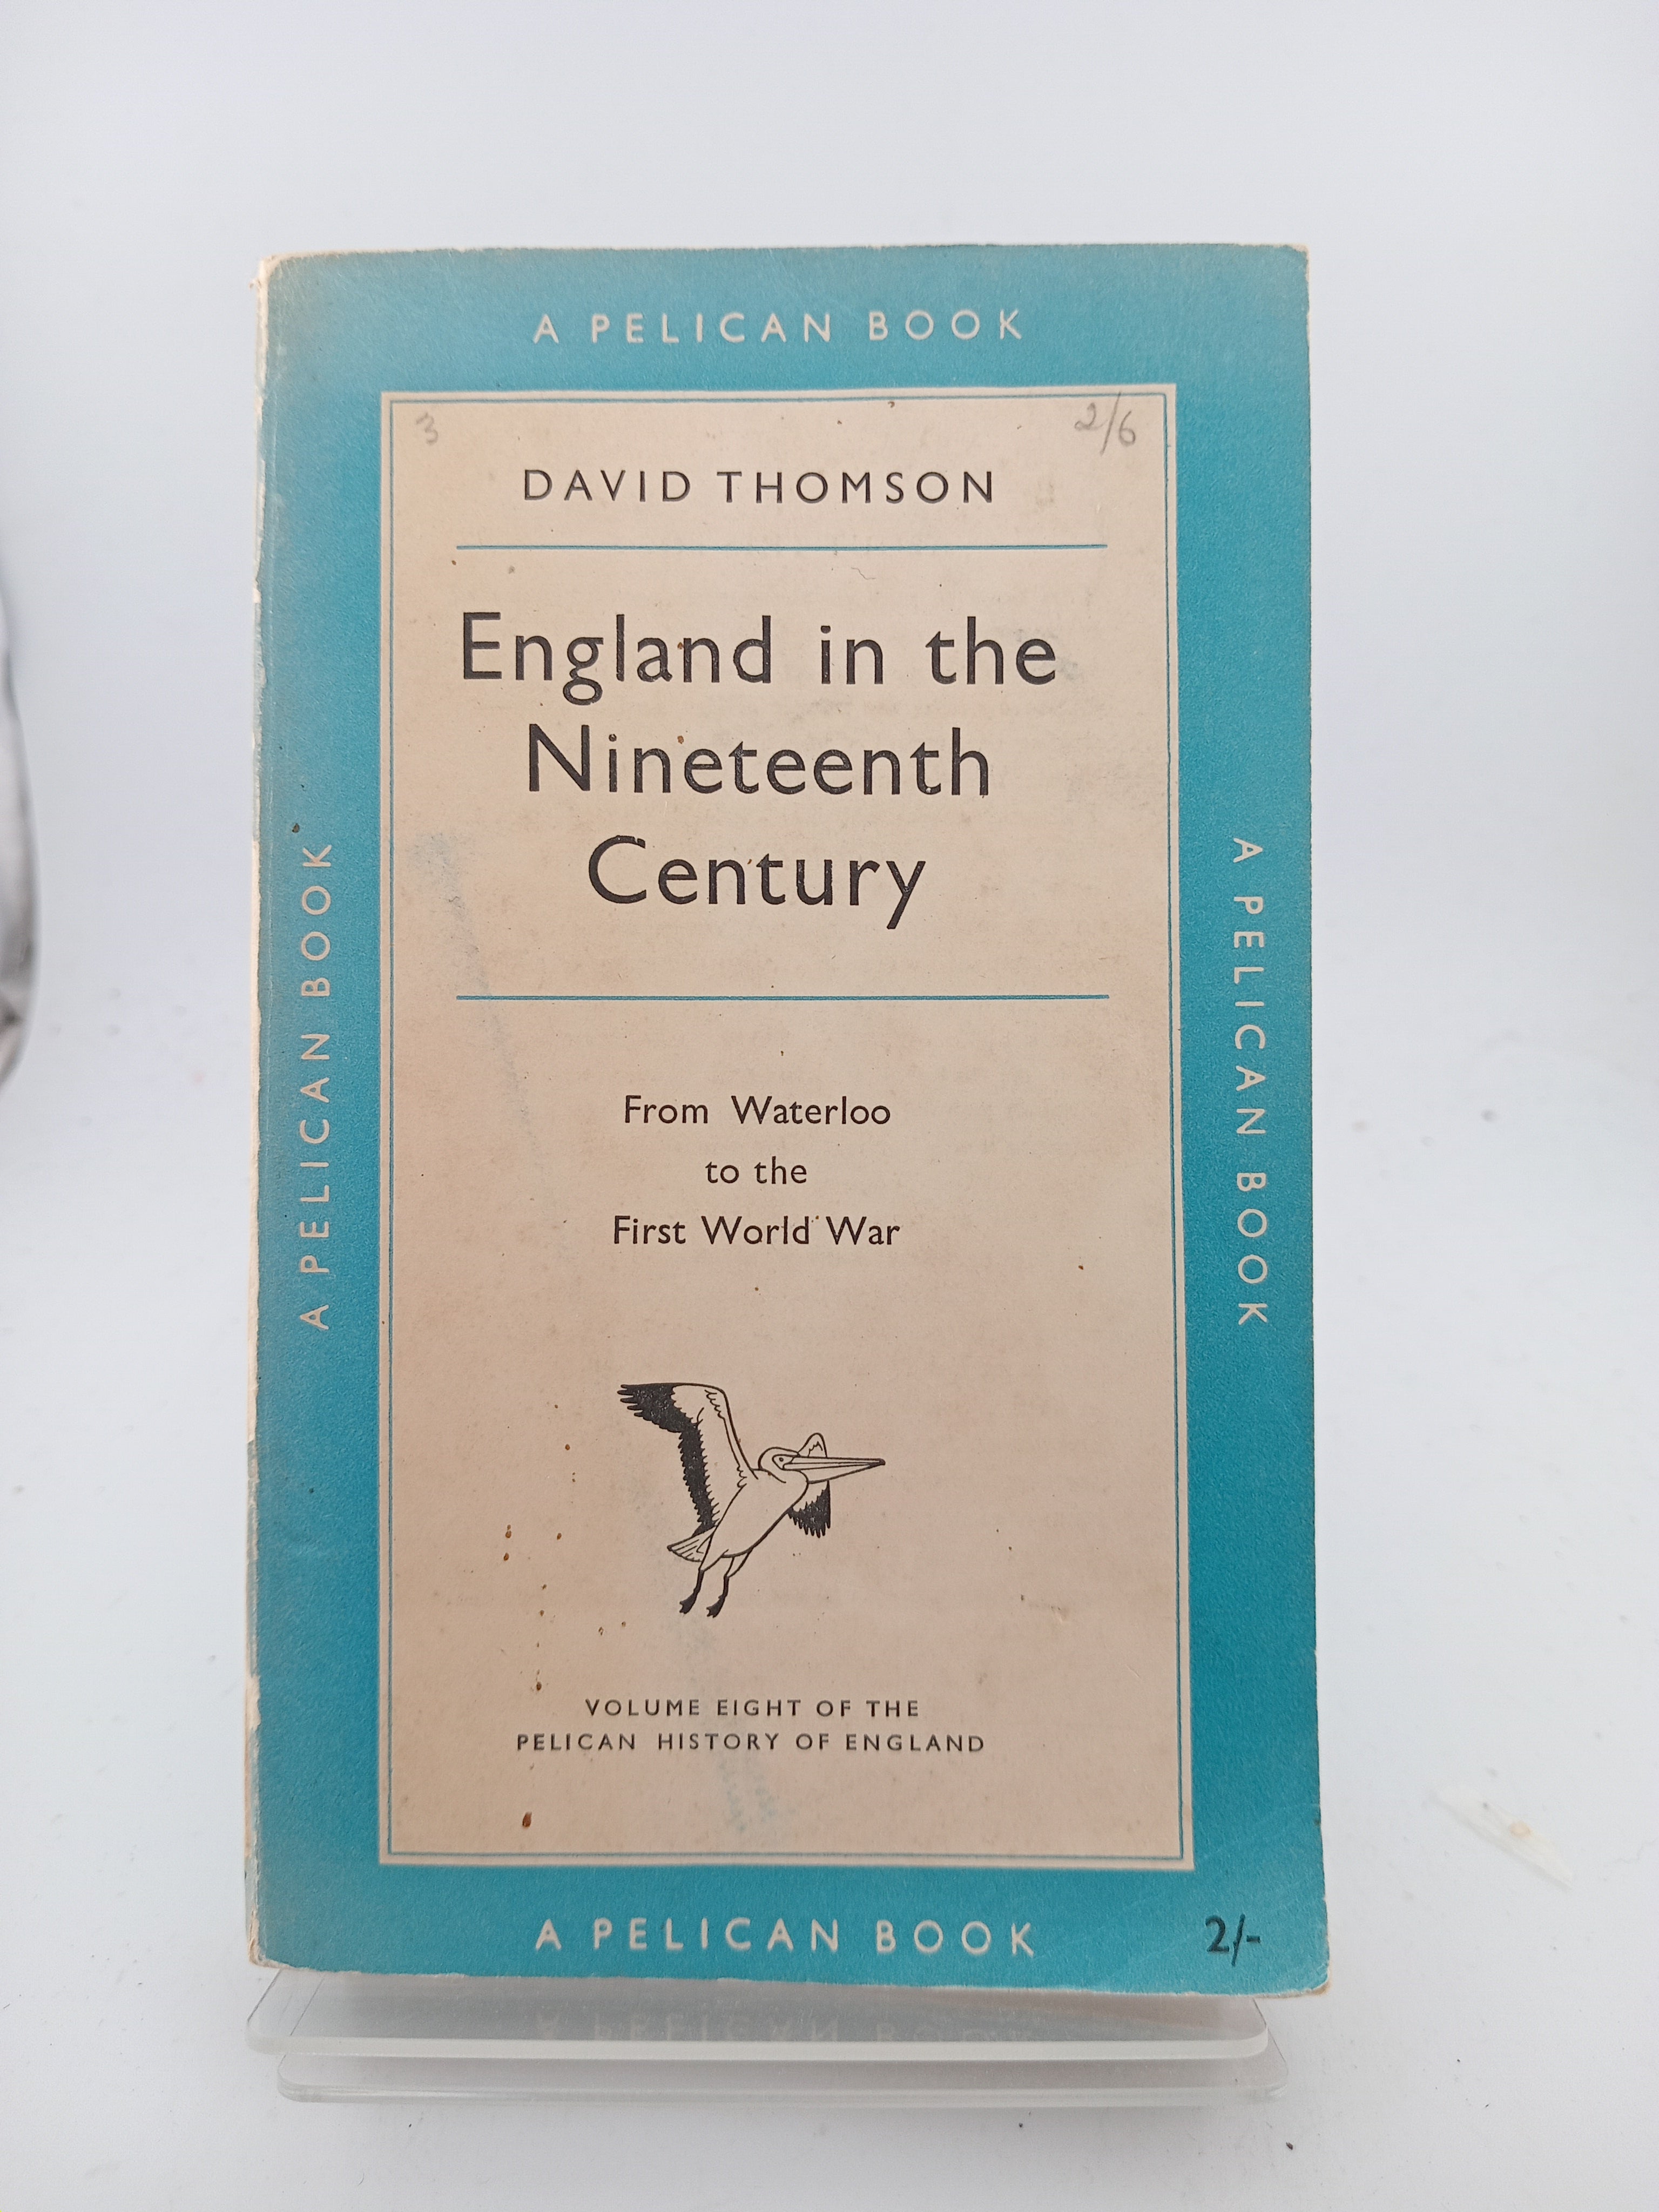 A PELICAN BOOK
3
2/6
DAVID THOMSON
England in the
Nineteenth
Century
A PELICAN BOOK
A PELICAN BOOK
From Waterloo
to the
First World War
VOLUME EIGHT OF THE
PELICAN HISTORY OF ENGLAND
A PELICAN BOOK
2/-